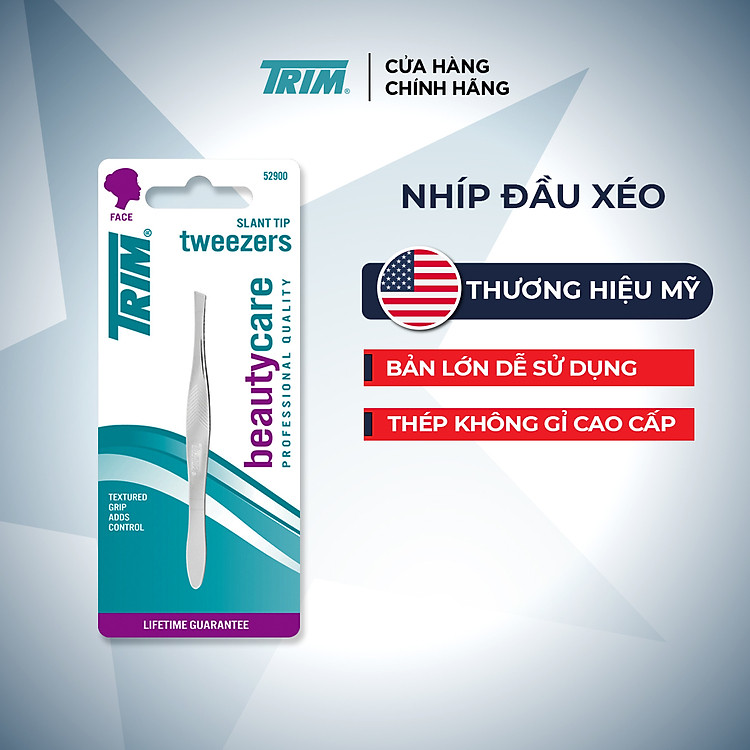 TRIM®
CỬA HÀNG
CHÍNH HÃNG
NHÍP ĐẦU XÉO
THƯƠNG HIỆU MỸ
BẢN LỚN DỄ SỬ DỤNG
THÉP KHÔNG GỈ CAO CẤP
52900
FACE
SLANT TIP
tweezers
TRIM®
beautycare
PROFESSIONAL QUALITY
TEXTURED
GRIP
ADDS
CONTROL
LIFETIME GUARANTEE